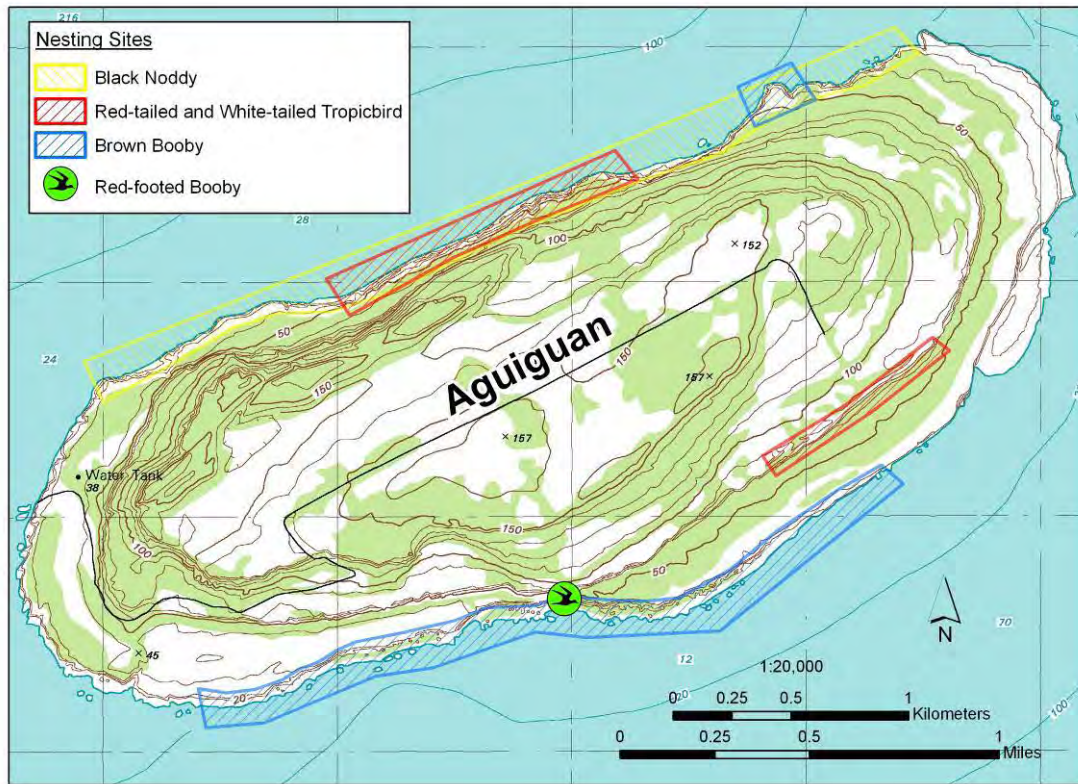 216
100
Nesting Sites
Black Noddy
Red-tailed and White-tailed Tropicbird
Brown Booby
Red-footed Booby
50
28
100
152
24
50
150
Aguiguan
150
187
100
157
Water Tank
38
150
100
50
N
70
45
12
1:20,000
20
20
100
0 0.25 0.5 1
Kilometers
0 0.25 0.5 1
Miles